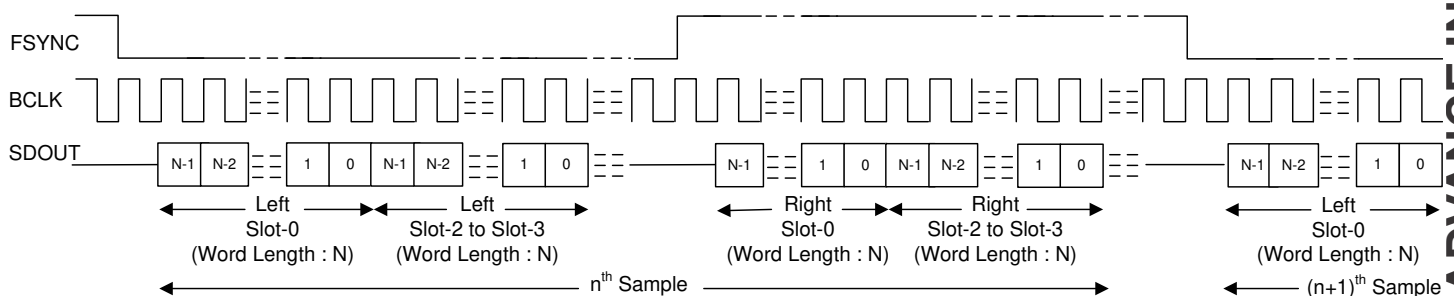 FSYNC
BCLK
SDOUT
N-1 N-2 1 0 N-1 N-2 1 0 N-1 1 0 N-1 N-2 1 0 N-1 N-2 1 0
Left Left Right Right Left
Slot-0 Slot-2 to Slot-3 Slot-0 Slot-2 to Slot-3 Slot-0
(Word Length : N) (Word Length : N) (Word Length : N) (Word Length : N) (Word Length : N)
nth Sample (n+1)th Sample